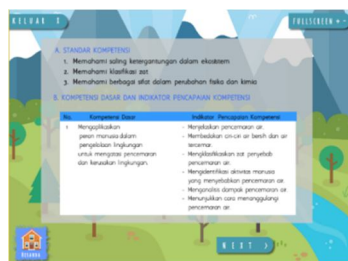 KELUAR X
FULLSCREEN + -
A. STANDAR KOMPETENSI
1. Memahami saling ketergantungan dalam ekosistem
2. Memahami klasifikasi zat
3. Memahami berbagai sifat dalam perubahan fisika dan kimia
B. KOMPETENSI DASAR DAN INDIKATOR PENCAPAIAN KOMPETENSI
No. Kompetensi Dasar Indikator Pencapaian Kompetensi
1 Mengaplikasikan - Menjelaskan pencemaran air.
peran manusia dalam - Membedakan ciri-ciri air bersih dan air
pengelolaan lingkungan tercemar.
untuk mengatasi pencemaran - Mengklasifikasikan zat penyebab
dan kerusakan lingkungan. pencemaran air.
- Mengidentifikasi aktivitas manusia
yang menyebabkan pencemaran air.
- Menganalisis dampak pencemaran air.
- Menunjukkan cara menanggulangi
pencemaran air.
BERANDA
NEXT >